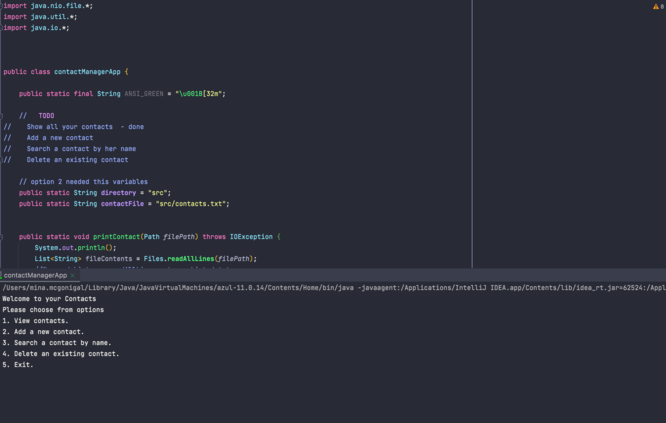 import java.nio.file.*;
import java.util.*;
import java.io.*;
public class contactManagerApp {
public static final String ANSI_GREEN = "\u001B[32m";
// TODO
// Show all your contacts - done
// Add a new contact
// Search a contact by her name
// Delete an existing contact
// option 2 needed this variables
public static String directory = "src";
public static String contactFile = "src/contacts.txt";
public static void printContact(Path filePath) throws IOException {
System.out.println();
List<String> fileContents = Files.readAllLines(filePath);
contactManagerApp ×
/Users/mina.mcgonigal/Library/Java/JavaVirtualMachines/azul-11.0.14/Contents/Home/bin/java -javaagent:/Applications/IntelliJ IDEA.app/Contents/lib/idea_rt.jar=62524:/Appl
Welcome to your Contacts
Please choose from options
1. View contacts.
2. Add a new contact.
3. Search a contact by name.
4. Delete an existing contact.
5. Exit.